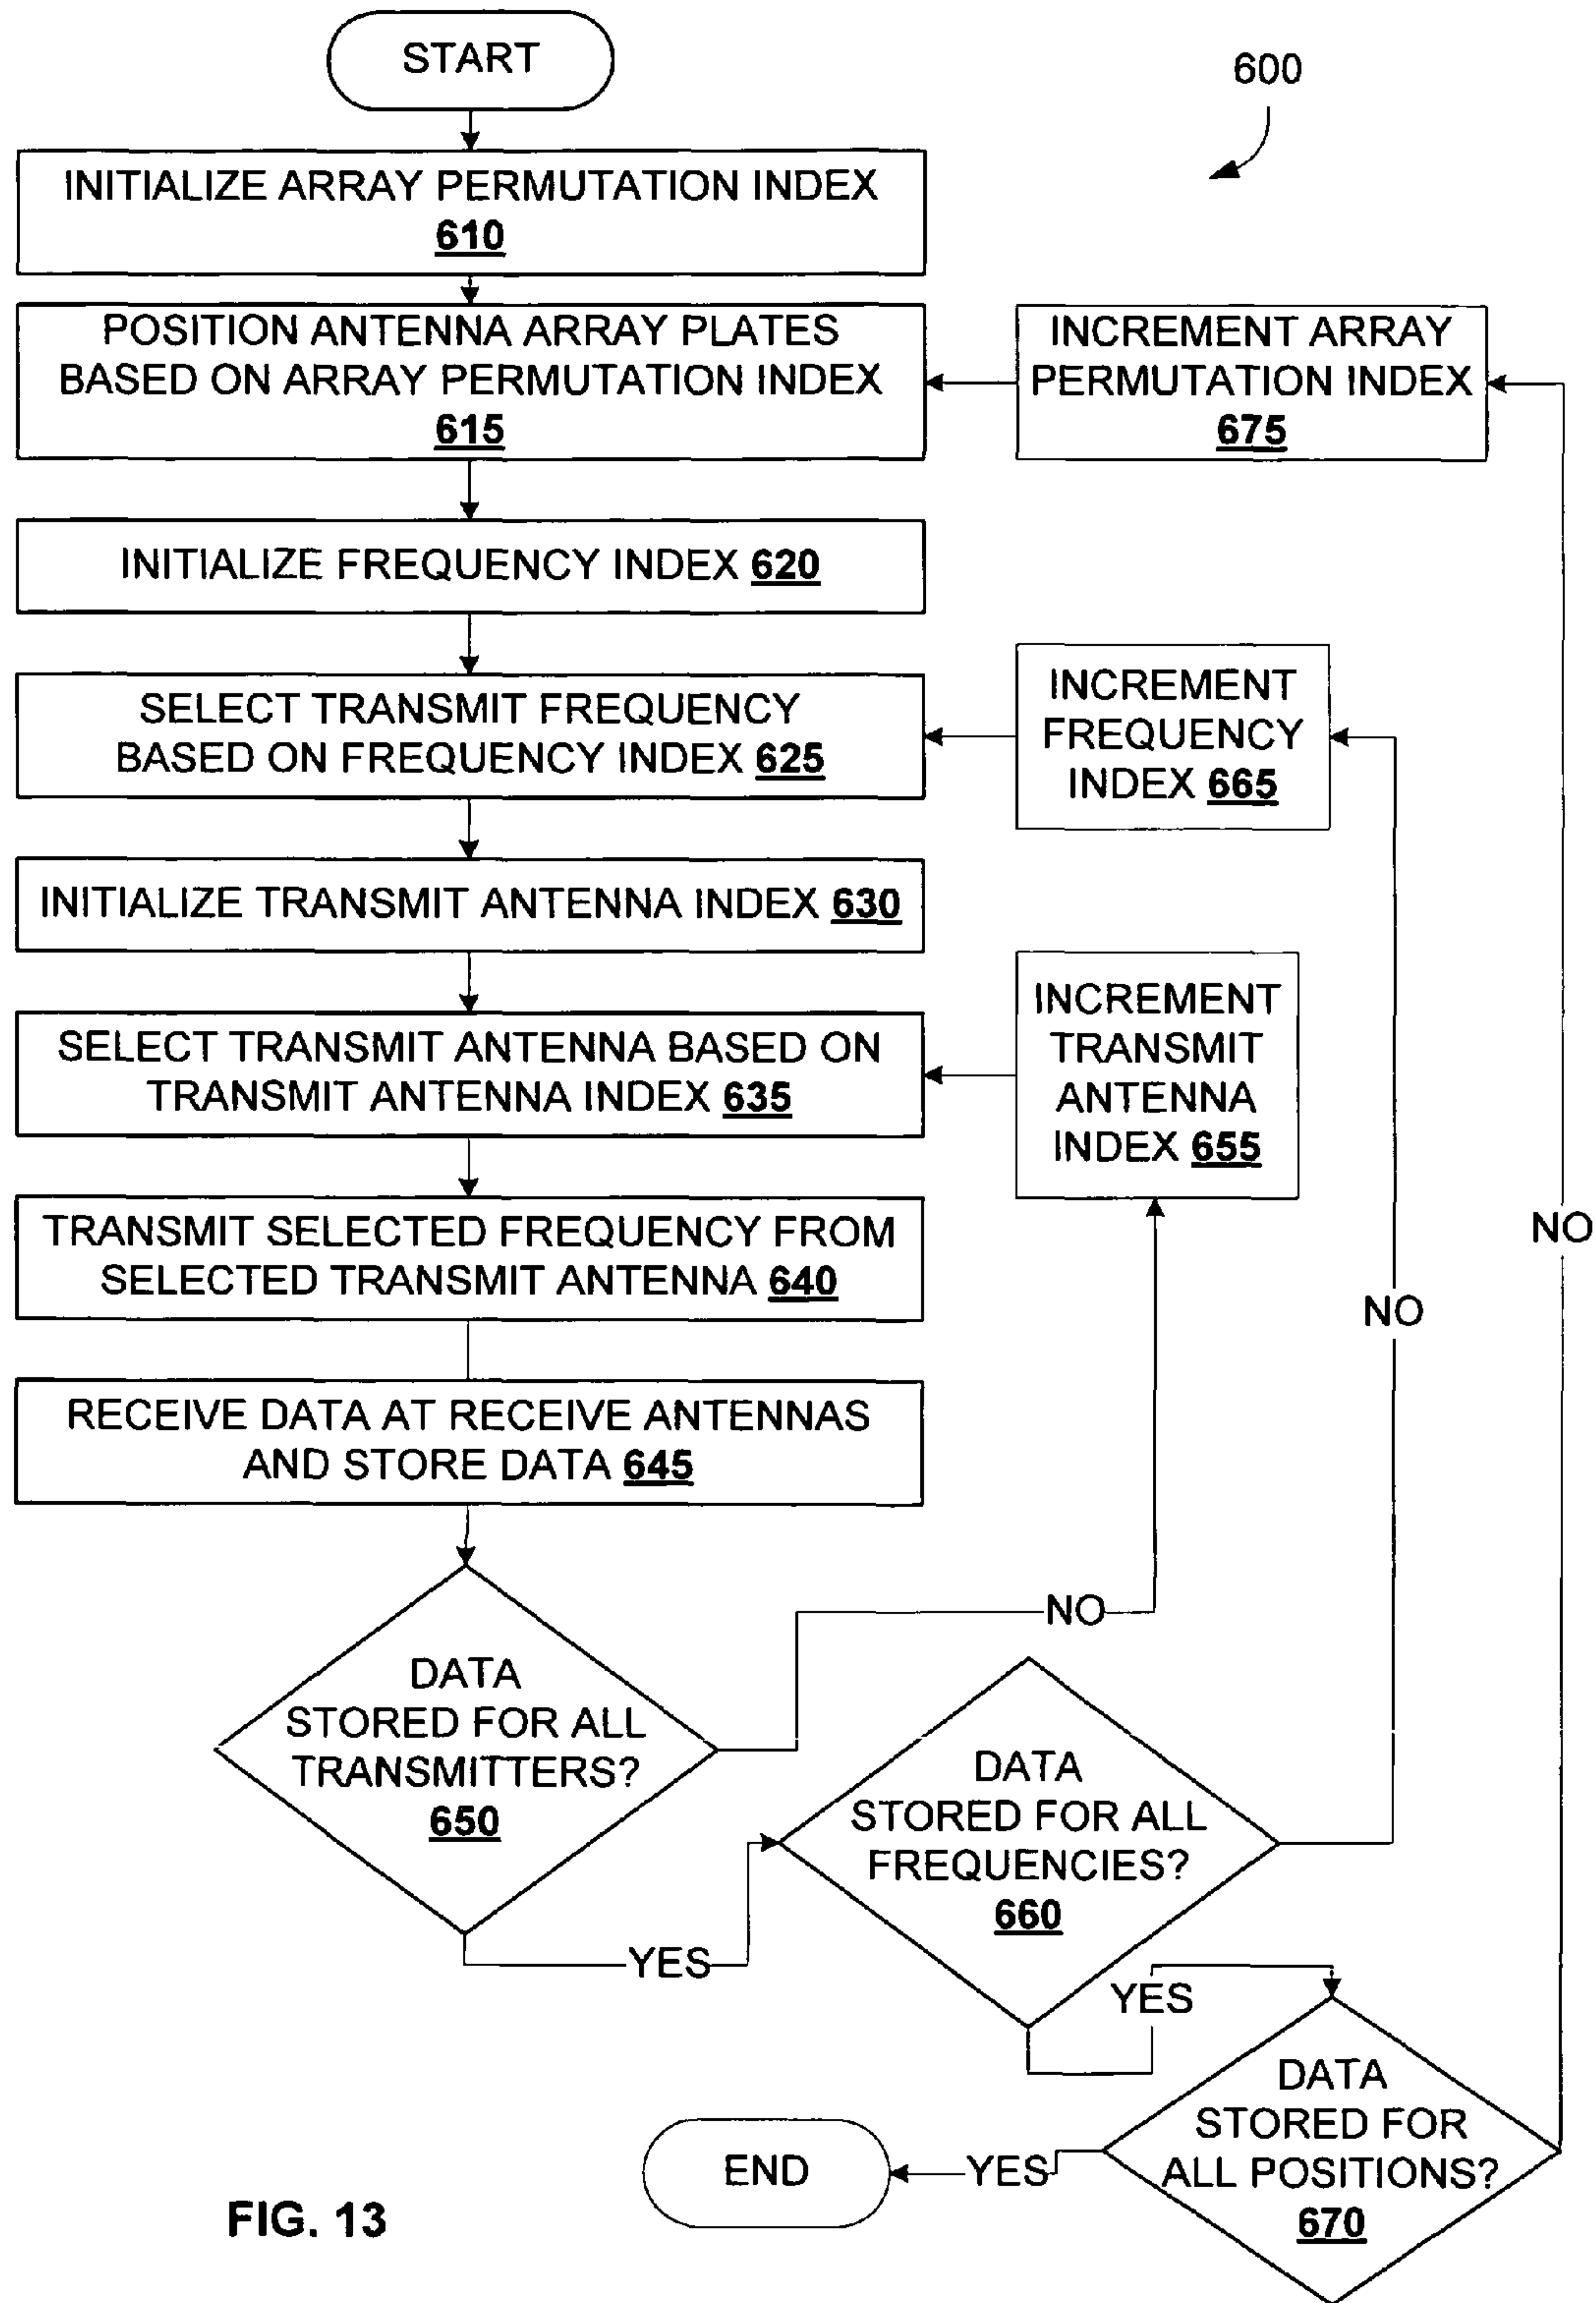 START
600
INITIALIZE ARRAY PERMUTATION INDEX
610
POSITION ANTENNA ARRAY PLATES
BASED ON ARRAY PERMUTATION INDEX
615
INCREMENT ARRAY
PERMUTATION INDEX
675
INITIALIZE FREQUENCY INDEX 620
SELECT TRANSMIT FREQUENCY
BASED ON FREQUENCY INDEX 625
INCREMENT
FREQUENCY
INDEX 665
INITIALIZE TRANSMIT ANTENNA INDEX 630
SELECT TRANSMIT ANTENNA BASED ON
TRANSMIT ANTENNA INDEX 635
INCREMENT
TRANSMIT
ANTENNA
INDEX 655
TRANSMIT SELECTED FREQUENCY FROM
SELECTED TRANSMIT ANTENNA 640
NO
NO
RECEIVE DATA AT RECEIVE ANTENNAS
AND STORE DATA 645
NO
DATA
STORED FOR ALL
TRANSMITTERS?
650
DATA
STORED FOR ALL
FREQUENCIES?
660
YES
YES
DATA
STORED FOR
ALL POSITIONS?
670
YES
END
FIG. 13